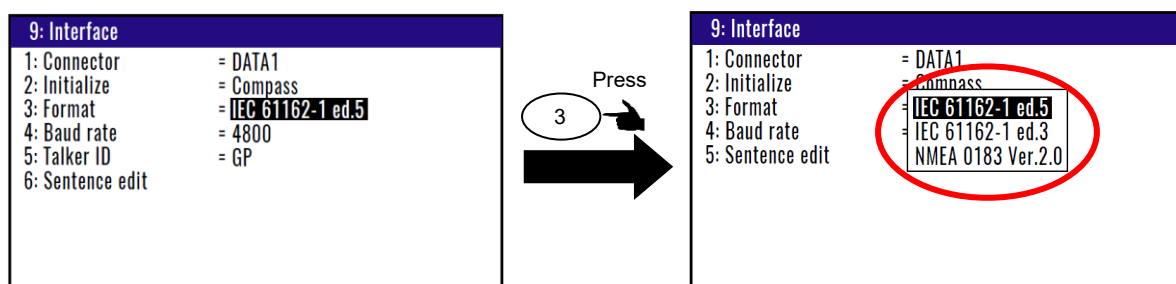 9: Interface
1: Connector = DATA1
2: Initialize = Compass
3: Format = IEC 61162-1 ed.5
4: Baud rate = 4800
5: Talker ID = GP
6: Sentence edit
Press
3
9: Interface
1: Connector = DATA1
2: Initialize = Compass
3: Format = IEC 61162-1 ed.5
4: Baud rate = IEC 61162-1 ed.3
5: Sentence edit NMEA 0183 Ver.2.0